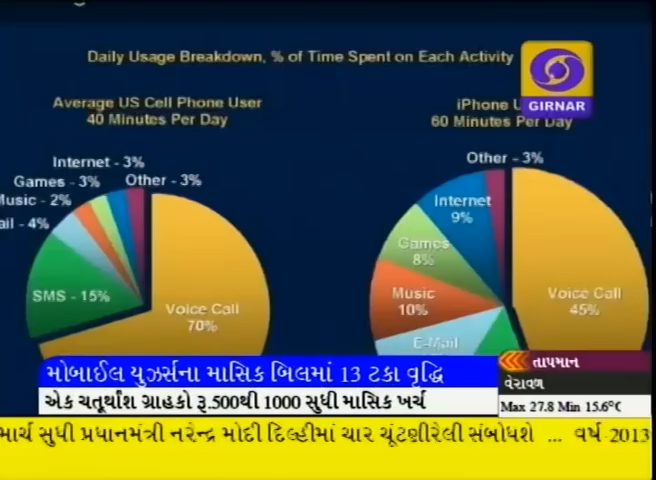 Daily Usage Breakdown, % of Time Spent on Each Activity
GIRNAR
Average US Cell Phone User
40 Minutes Per Day
iPhone U
60 Minutes Per Day
Internet - 3%
Games - 3%
Other - 3%
Music - 2%
ail - 4%
SMS - 15%
Voice Call
70%
Other - 3%
Internet
9%
Games
8%
Music
10%
E-Mail
Voice Call
45%
મોબાઈલ યુઝર્સના માસિક બિલમાં 13 ટકા વૃદ્ધિ
એક ચતૂર્થાંશ ગ્રાહકો રૂ.500થી 1000 સુધી માસિક ખર્ચ
તાપમાન
વેરાવળ
Max 27.8 Min 15.6°c
માર્ચ સુધી પ્રધાનમંત્રી નરેન્દ્ર મોદી દિલ્હીમાં ચાર ચૂંટણીરેલી સંબોધશે ... વર્ષ 2013